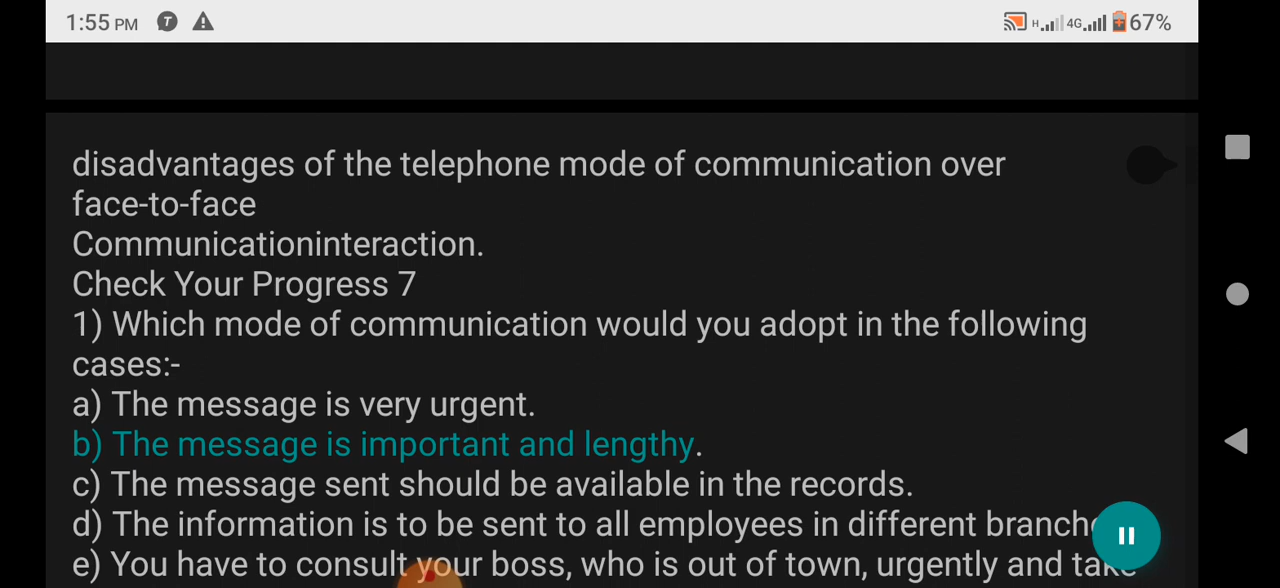 1:55 PM
H 4G 67%
disadvantages of the telephone mode of communication over
face-to-face
Communicationinteraction.
Check Your Progress 7
1) Which mode of communication would you adopt in the following
cases:-
a) The message is very urgent.
b) The message is important and lengthy.
c) The message sent should be available in the records.
d) The information is to be sent to all employees in different
e) You have to consult your boss, who is out of town, urgently and